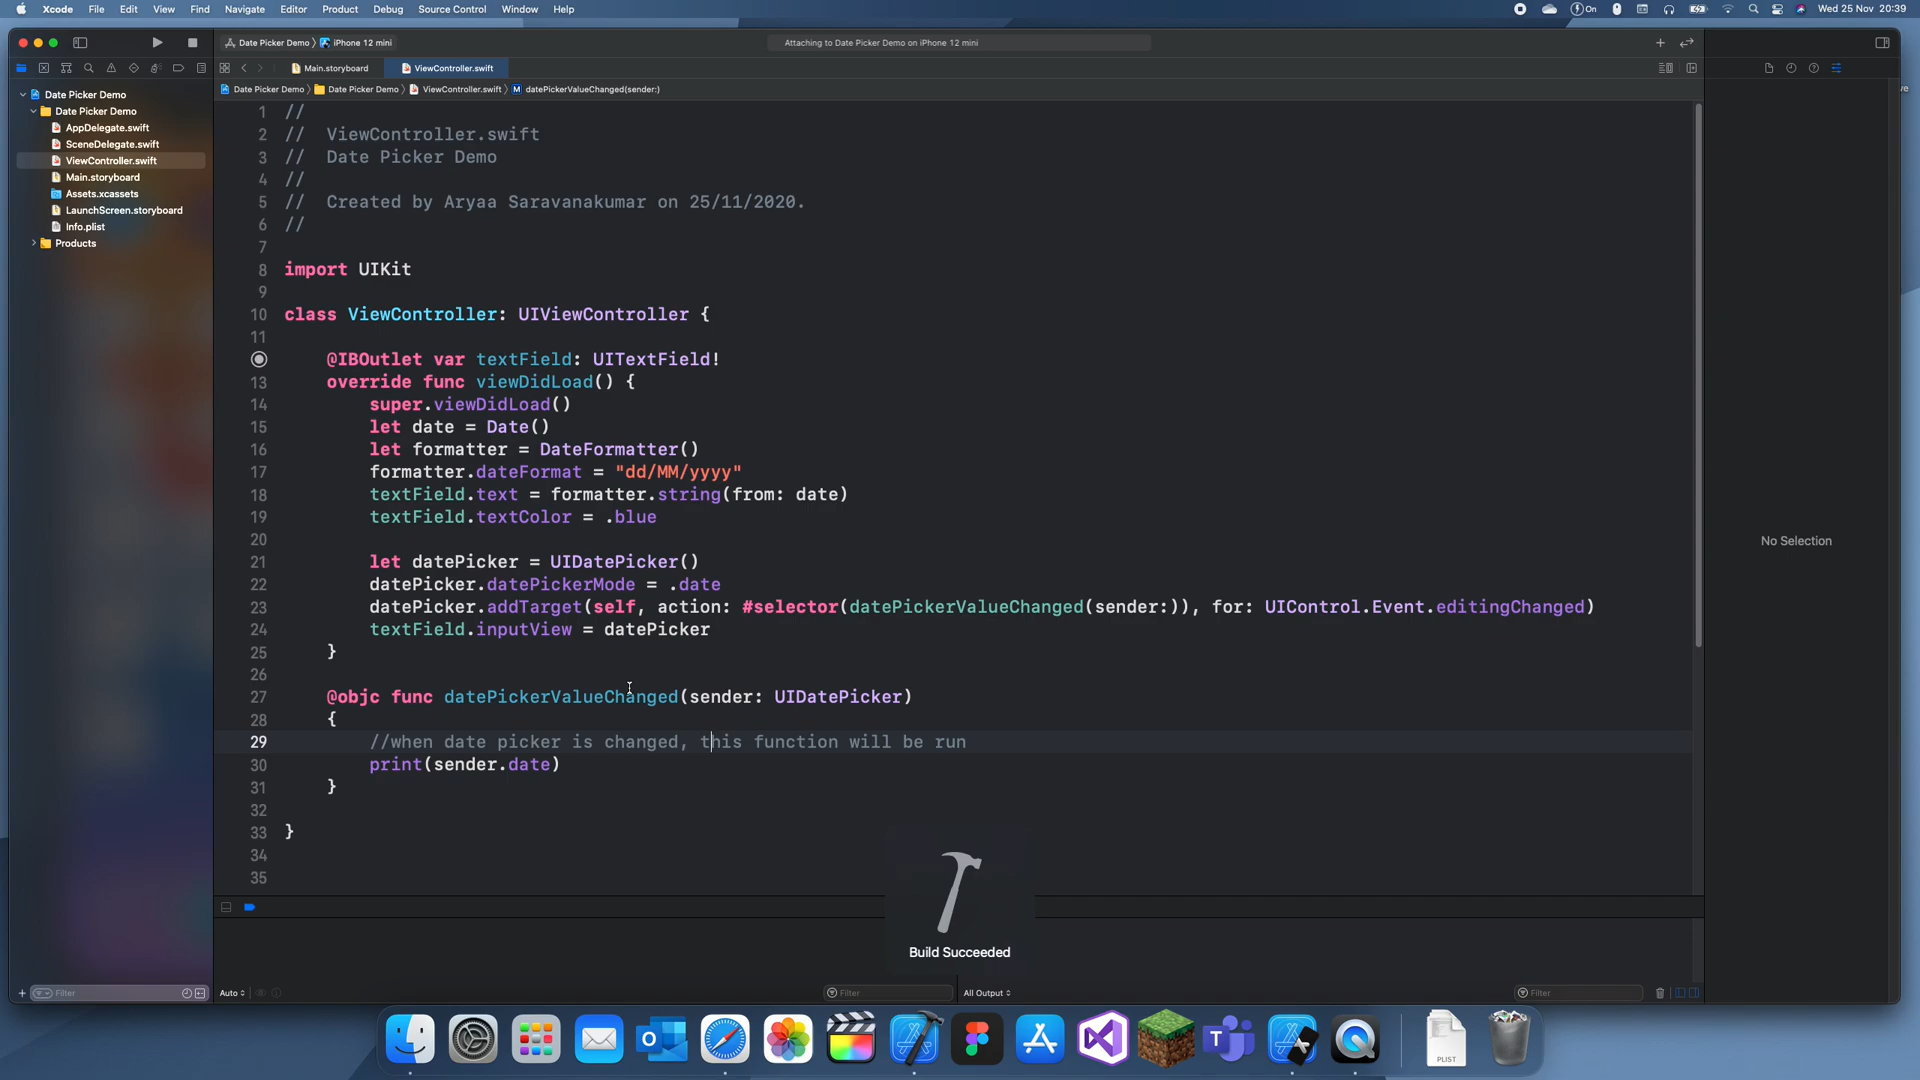 Xcode File Edit View Find Navigate Editor Product Debug Source Control Window Help On Wed 25 Nov 20:39
Date Picker Demo iPhone 12 mini Attaching to Date Picker Demo on iPhone 12 mini
Main.storyboard ViewController.swift
Date Picker Demo Date Picker Demo ViewController.swift M datePickerValueChanged(sender:)
Date Picker Demo
Date Picker Demo
AppDelegate.swift
SceneDelegate.swift
ViewController.swift
Main.storyboard
Assets.xcassets
LaunchScreen.storyboard
Info.plist
Products
1 //
2 // ViewController.swift
3 // Date Picker Demo
4 //
5 // Created by Aryaa Saravanakumar on 25/11/2020.
6 //
7
8 import UIKit
9
10 class ViewController: UIViewController {
11
@IBOutlet var textField: UITextField!
13 override func viewDidLoad() {
14 super.viewDidLoad()
15 let date = Date()
16 let formatter = DateFormatter()
17 formatter.dateFormat = "dd/MM/yyyy"
18 textField.text = formatter.string(from: date)
19 textField.textColor = .blue
20
21 let datePicker = UIDatePicker()
22 datePicker.datePickerMode = .date
23 datePicker.addTarget(self, action: #selector(datePickerValueChanged(sender:)), for: UIControl.Event.editingChanged)
24 textField.inputView = datePicker
25 }
26
27 @objc func datePickerValueChanged(sender: UIDatePicker)
28 {
29 //when date picker is changed, this function will be run
30 print(sender.date)
31 }
32
33 }
34
35
No Selection
Build Succeeded
Filter
Auto
Filter
All Output
Filter
PLIST